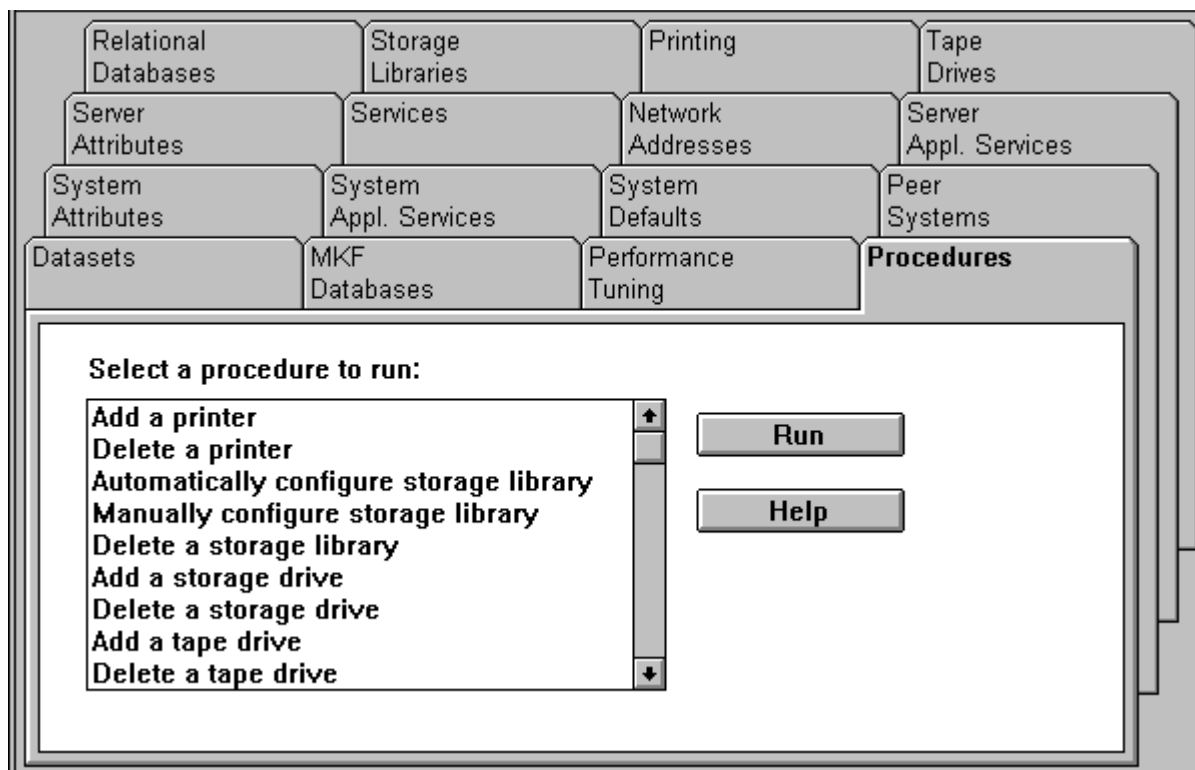 Relational
Databases
Storage
Libraries
Printing
Tape
Drives
Server
Attributes
Services
Network
Addresses
Server
Appl. Services
System
Attributes
System
Appl. Services
System
Defaults
Peer
Systems
Datasets
MKF
Databases
Performance
Tuning
Procedures
Select a procedure to run:
Add a printer
Delete a printer
Automatically configure storage library
Manually configure storage library
Delete a storage library
Add a storage drive
Delete a storage drive
Add a tape drive
Delete a tape drive
Run
Help